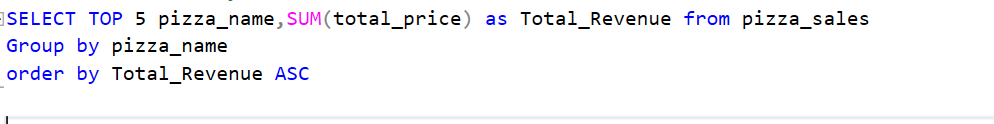 SELECT TOP 5 pizza_name,SUM(total_price) as Total_Revenue from pizza_sales
Group by pizza_name
order by Total_Revenue ASC